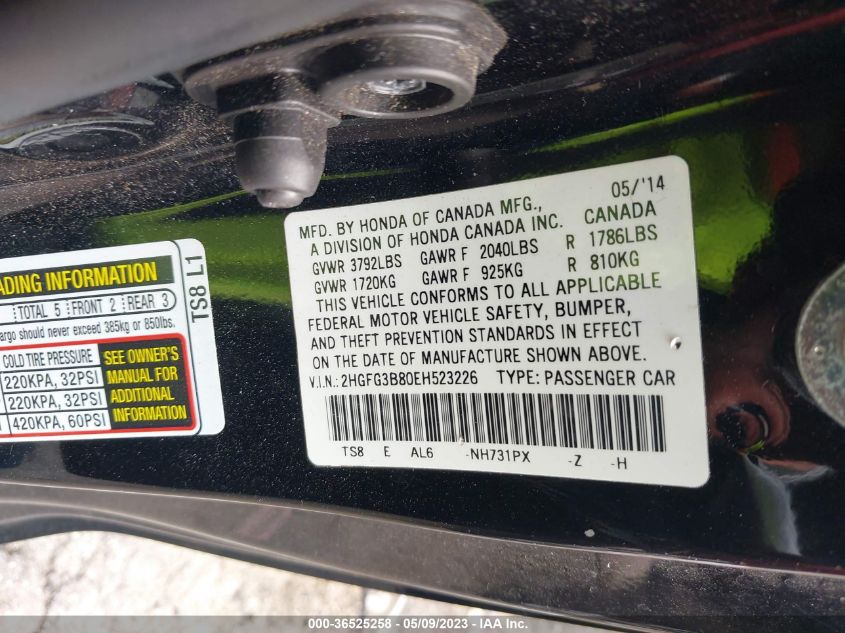 05/'14
MFD. BY HONDA OF CANADA MFG.,
A DIVISION OF HONDA CANADA INC. CANADA
GVWR 3792LBS GAWR F 2040LBS R 1786LBS
GVWR 1720KG GAWR F 925KG R 810KG
THIS VEHICLE CONFORMS TO ALL APPLICABLE
FEDERAL MOTOR VEHICLE SAFETY, BUMPER,
AND THEFT PREVENTION STANDARDS IN EFFECT
ON THE DATE OF MANUFACTURE SHOWN ABOVE.
V.I.N.: 2HGFG3B80EH523226 TYPE: PASSENGER CAR
TS8 E AL6 -NH731PX -Z -H
ADING INFORMATION
TOTAL 5 FRONT 2 REAR 3
argo should never exceed 385kg or 850lbs.
COLD TIRE PRESSURE
220KPA, 32PSI
220KPA, 32PSI
420KPA, 60PSI
SEE OWNER'S
MANUAL FOR
ADDITIONAL
INFORMATION
TS8 L1
000-36525258 - 05/09/2023 - ©IAA, Inc.